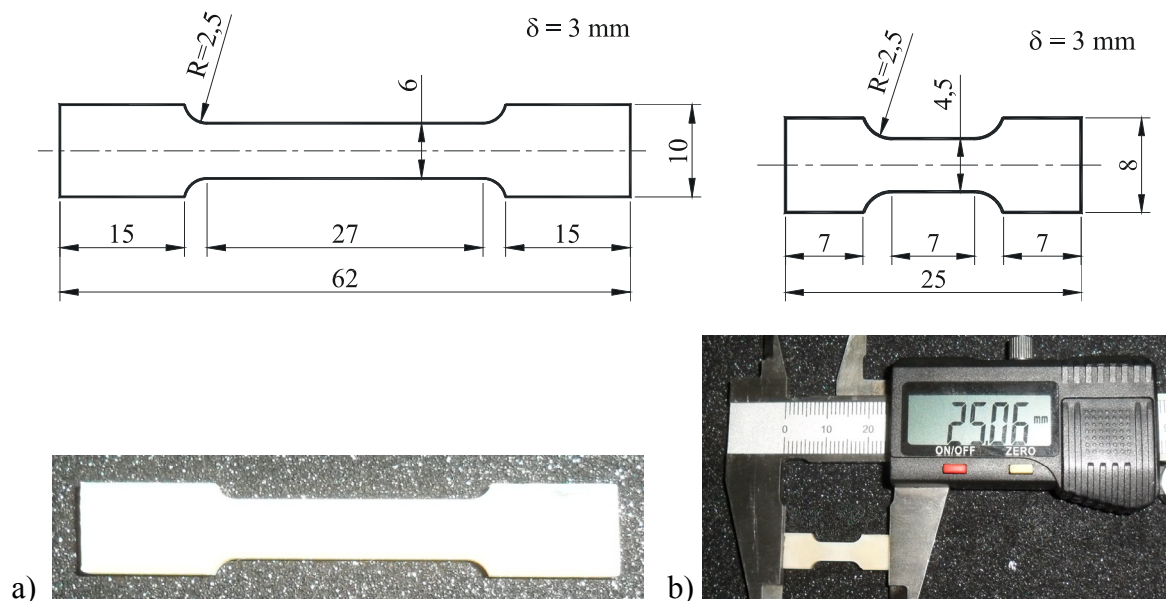 δ = 3 mm
R=2,5
6
10
15
27
15
62
δ = 3 mm
R=2,5
4,5
8
7
7
7
25
a)
b)
25.06 mm
0 10 20
ON/OFF ZERO